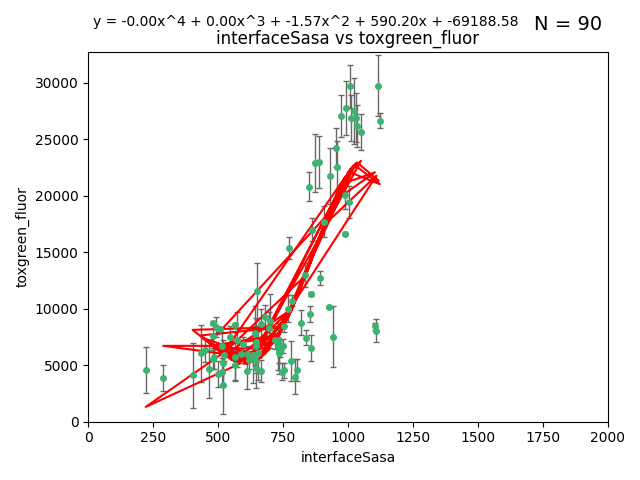 y = -0.00x^4 + 0.00x^3 + -1.57x^2 + 590.20x + -69188.58
N = 90
interfaceSasa vs toxgreen_fluor
30000
25000
20000
15000
10000
5000
0
toxgreen_fluor
0 250 500 750 1000 1250 1500 1750 2000
interfaceSasa